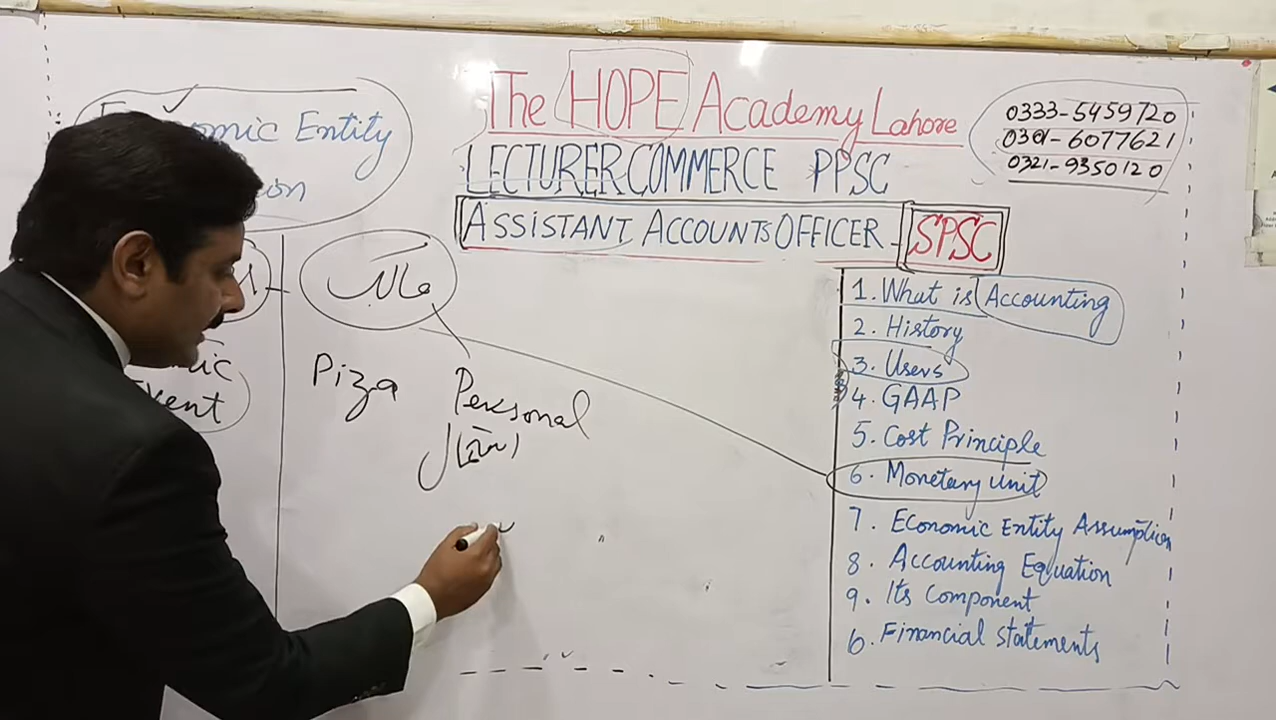 The HOPE Academy Lahore
LECTURER COMMERCE PPSC
ASSISTANT ACCOUNTS OFFICER - SPSC
0333-5459720
0301-6077621
0321-9350120
Entity
مالک
Piza
Personal
1. What is Accounting
2. History
3. Users
4. GAAP
5. Cost Principle
6. Monetary Unit
7. Economic Entity Assumption
8. Accounting Equation
9. Its Component
6. Financial Statements